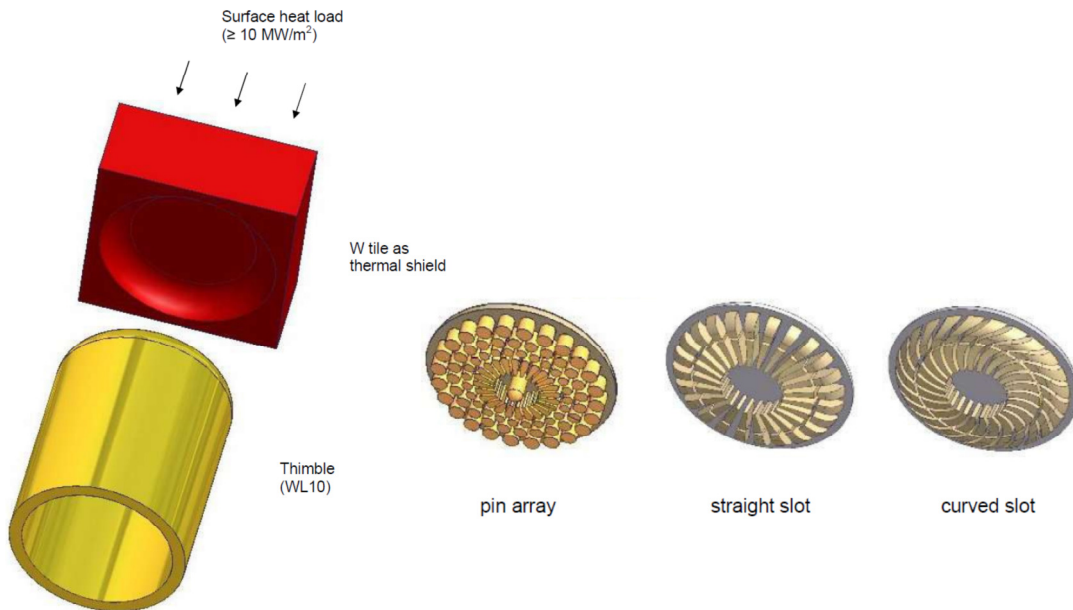 Surface heat load
(≥ 10 MW/m²)
W tile as
thermal shield
Thimble
(WL10)
pin array
straight slot
curved slot